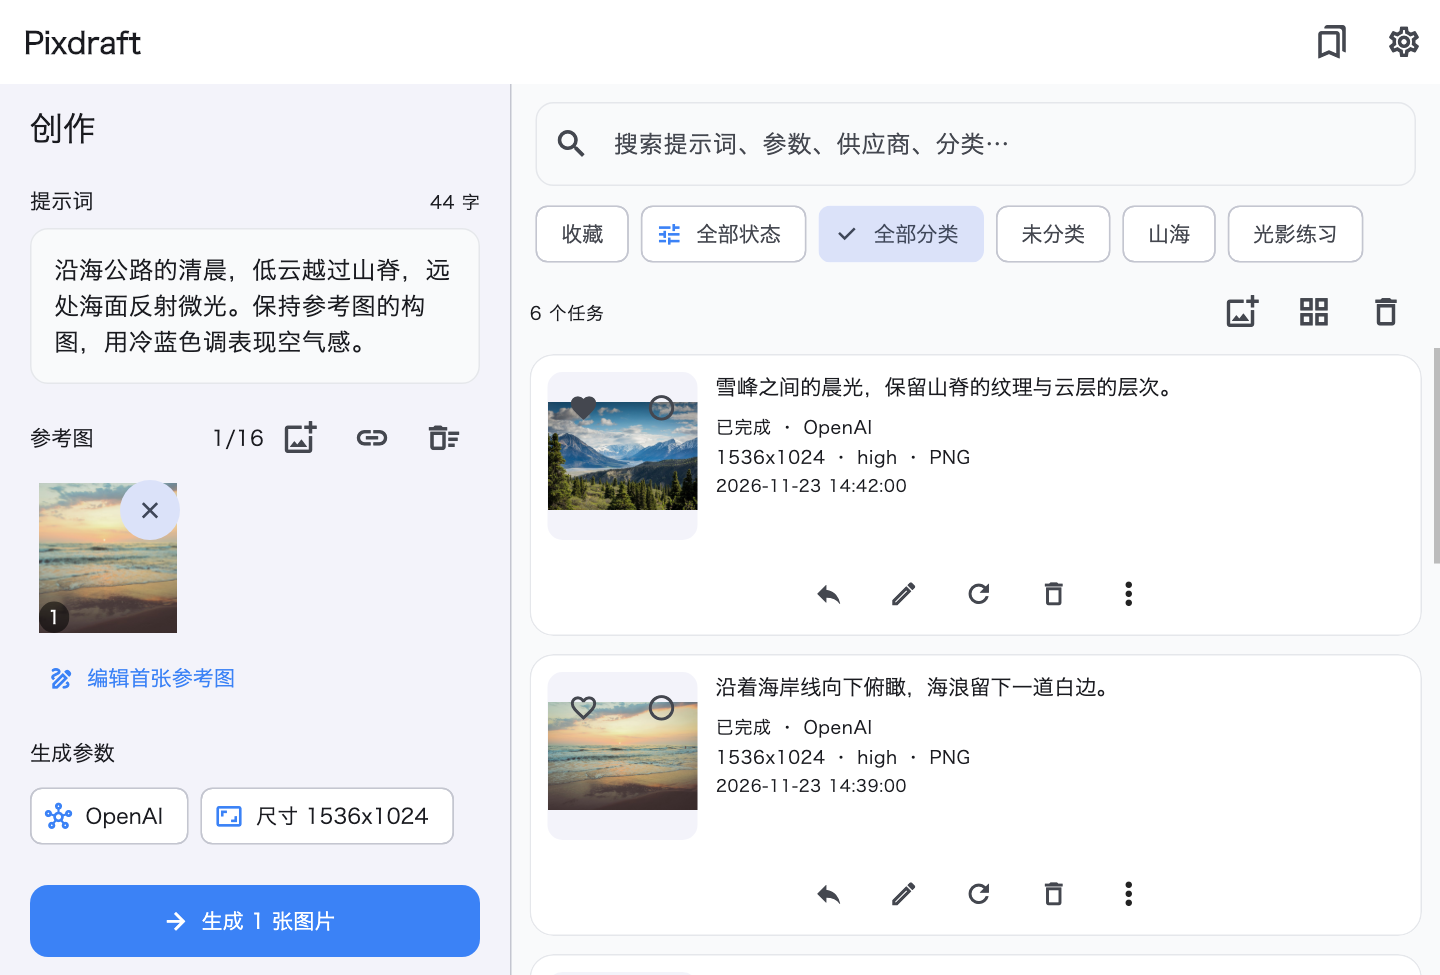 Pixdraft
创作
提示词
44 字
沿海公路的清晨，低云越过山脊，远
处海面反射微光。保持参考图的构
图，用冷蓝色调表现空气感。
参考图
1/16
1
编辑首张参考图
生成参数
OpenAI
尺寸 1536x1024
生成 1 张图片
搜索提示词、参数、供应商、分类…
收藏
全部状态
全部分类
未分类
山海
光影练习
6 个任务
雪峰之间的晨光，保留山脊的纹理与云层的层次。
已完成 · OpenAI
1536x1024 · high · PNG
2026-11-23 14:42:00
沿着海岸线向下俯瞰，海浪留下一道白边。
已完成 · OpenAI
1536x1024 · high · PNG
2026-11-23 14:39:00